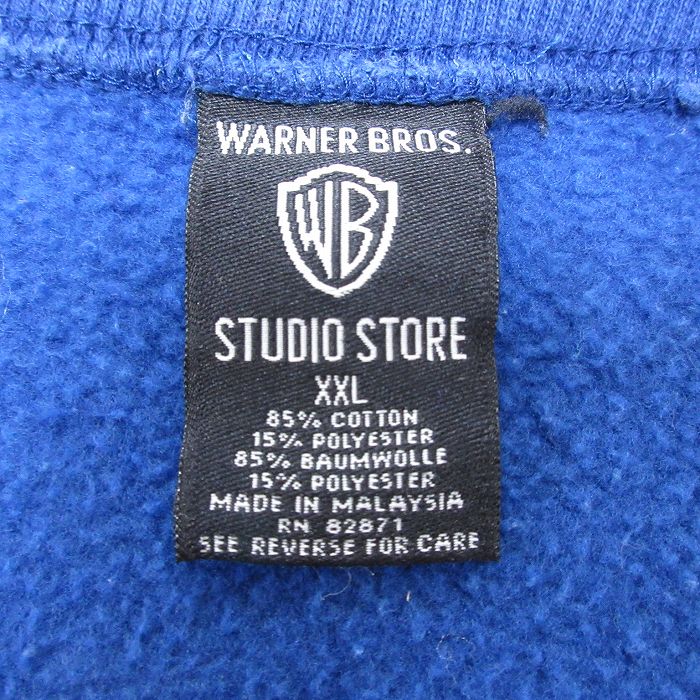 WARNER BROS.
WB
STUDIO STORE
XXL
85% COTTON
15% POLYESTER
85% BAUMWOLLE
15% POLYESTER
MADE IN MALAYSIA
RN 82871
SEE REVERSE FOR CARE